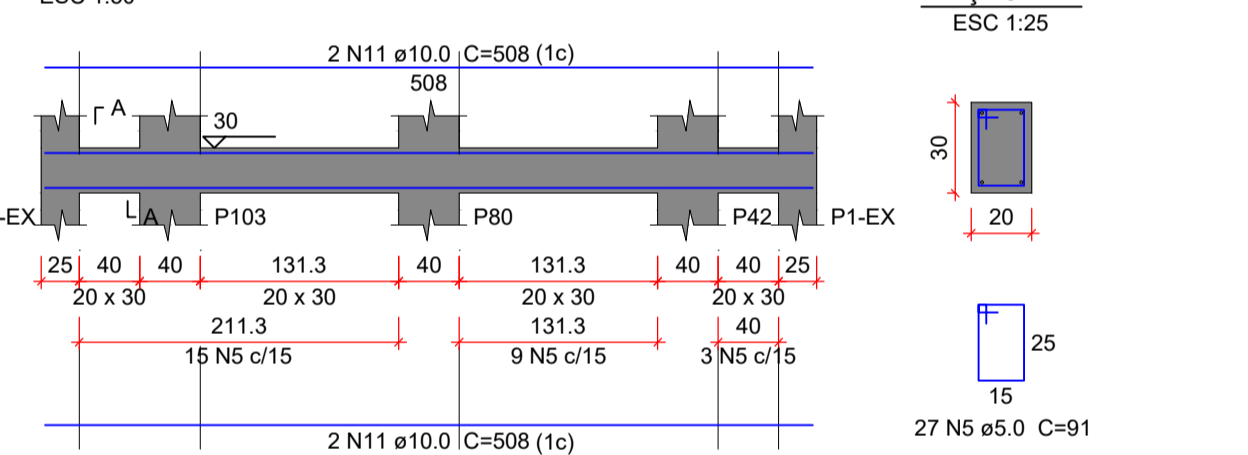 2 N11 ø10.0 C=508 (1c)
508
ESC 1:25
A
30
A
-EX
P103
P80
P42
P1-EX
25 40 40 131.3 40 131.3 40 40 25
20 x 30 20 x 30 20 x 30 20 x 30
211.3 131.3 40
15 N5 c/15 9 N5 c/15 3 N5 c/15
2 N11 ø10.0 C=508 (1c)
30
20
25
15
27 N5 ø5.0 C=91